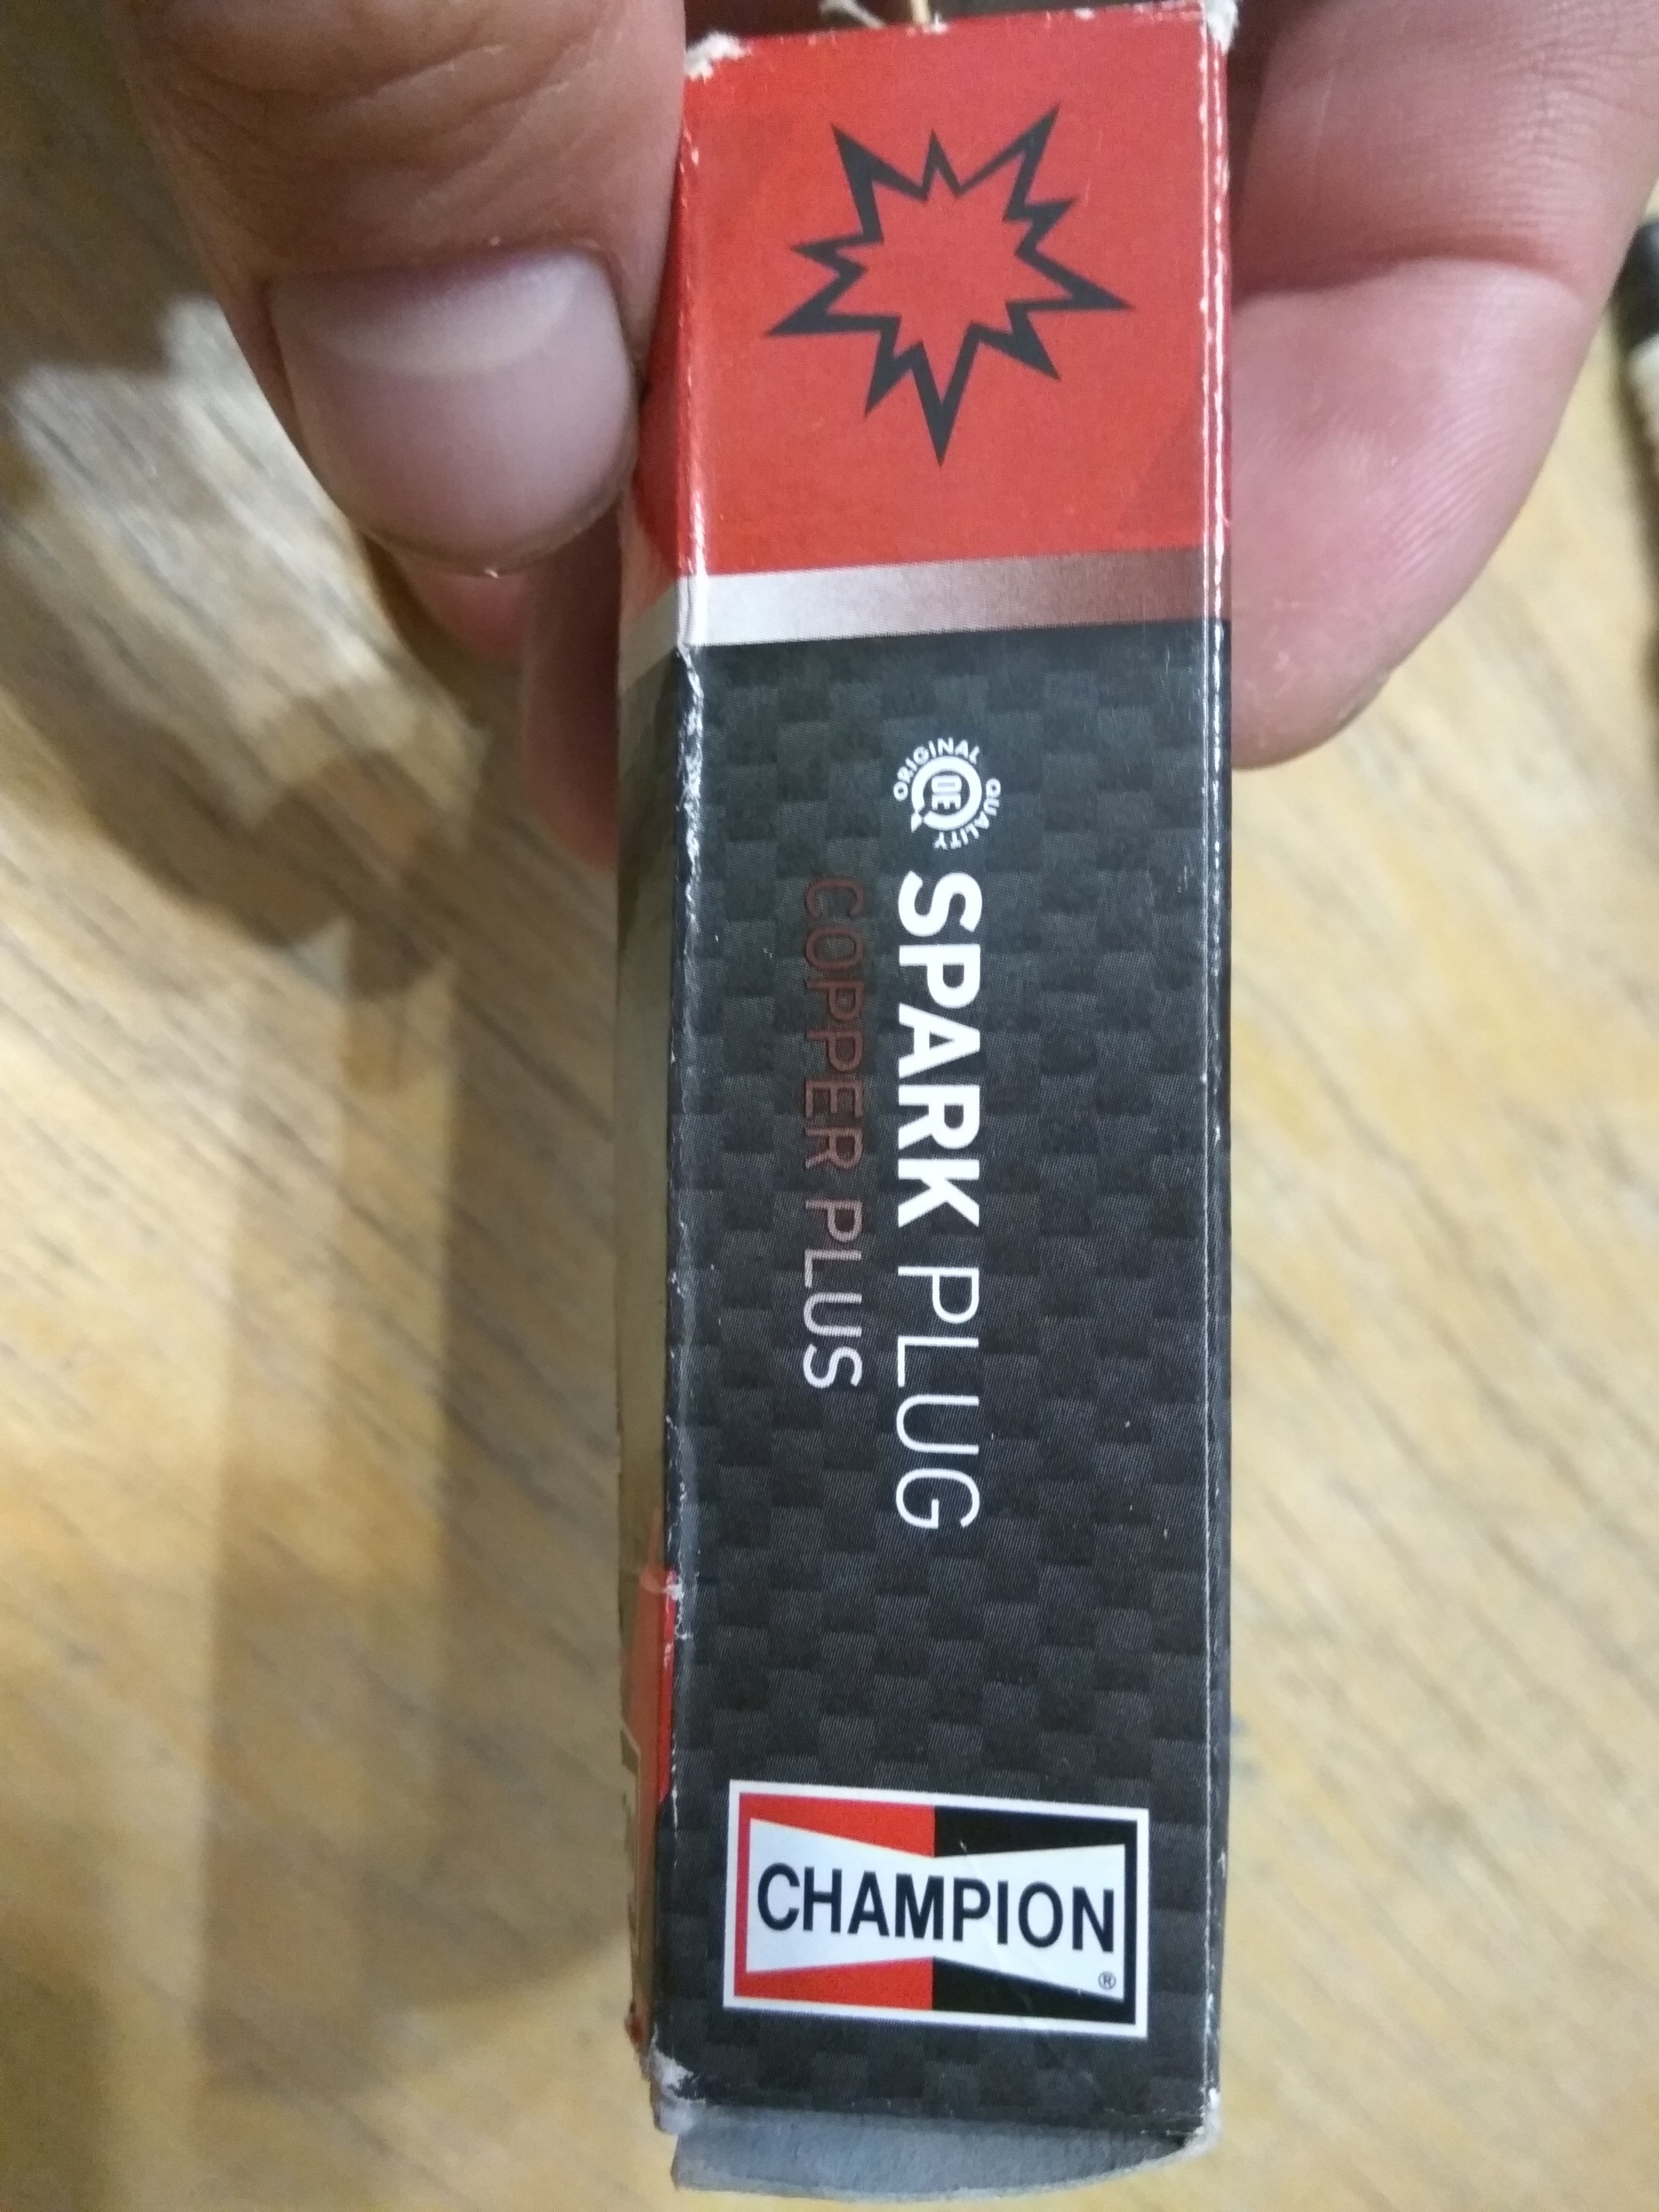 ORIGINAL QUALITY
OE
SPARK PLUG
COPPER PLUS
CHAMPION
®